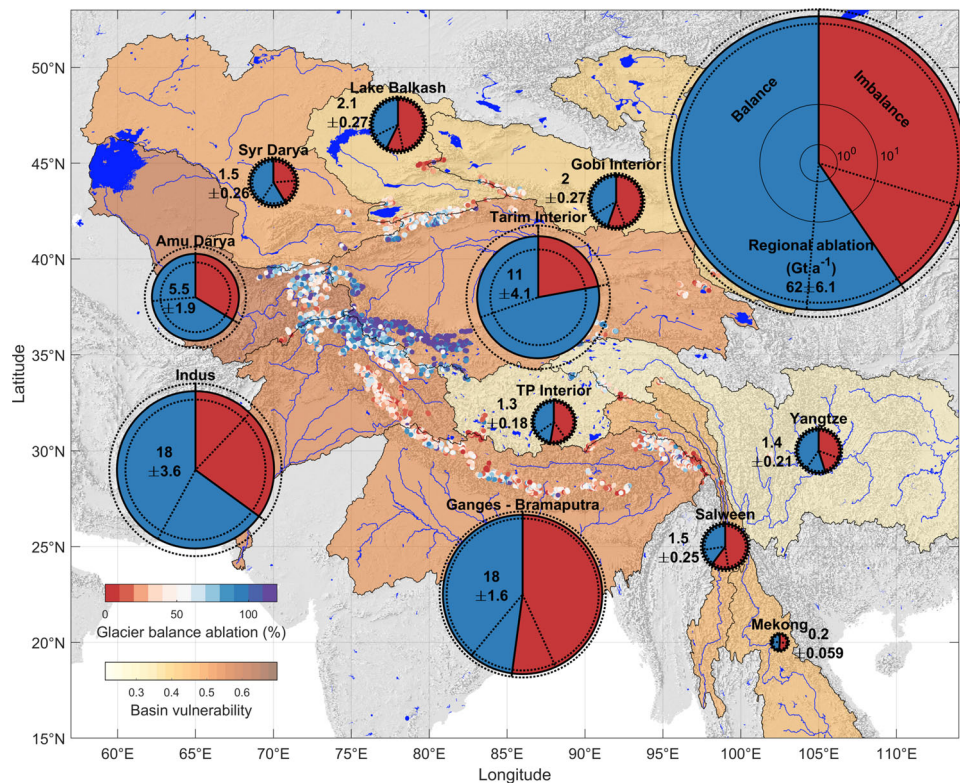 50°N
45°N
40°N
35°N
30°N
25°N
20°N
15°N
Latitude
Lake Balkash
2.1
±0.27
Syr Darya
1.5
±0.26
Gobi Interior
2
±0.27
Balance
Imbalance
10⁰
10¹
Regional ablation
(Gt a⁻¹)
62±6.1
Amu Darya
5.5
±1.9
Tarim Interior
11
±4.1
Indus
18
±3.6
TP Interior
1.3
±0.18
Yangtze
1.4
±0.21
Ganges - Bramaputra
18
±1.6
Salween
1.5
±0.25
Mekong
0.2
±0.059
0 50 100
Glacier balance ablation (%)
0.3 0.4 0.5 0.6
Basin vulnerability
60°E 65°E 70°E 75°E 80°E 85°E 90°E 95°E 100°E 105°E 110°E
Longitude